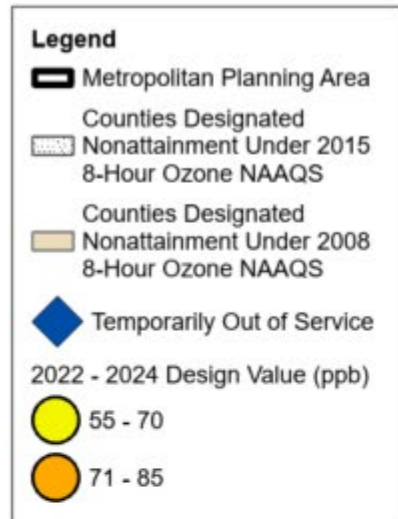 Legend
Metropolitan Planning Area
Counties Designated
Nonattainment Under 2015
8-Hour Ozone NAAQS
Counties Designated
Nonattainment Under 2008
8-Hour Ozone NAAQS
Temporarily Out of Service
2022 - 2024 Design Value (ppb)
55 - 70
71 - 85